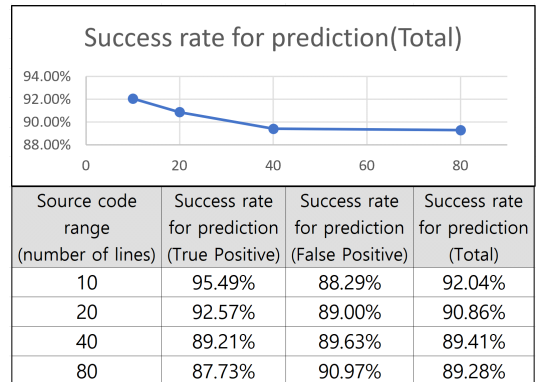 Success rate for prediction(Total)
94.00%
92.00%
90.00%
88.00%
0 20 40 60 80
Source code range (number of lines) Success rate for prediction (True Positive) Success rate for prediction (False Positive) Success rate for prediction (Total)
10 95.49% 88.29% 92.04%
20 92.57% 89.00% 90.86%
40 89.21% 89.63% 89.41%
80 87.73% 90.97% 89.28%